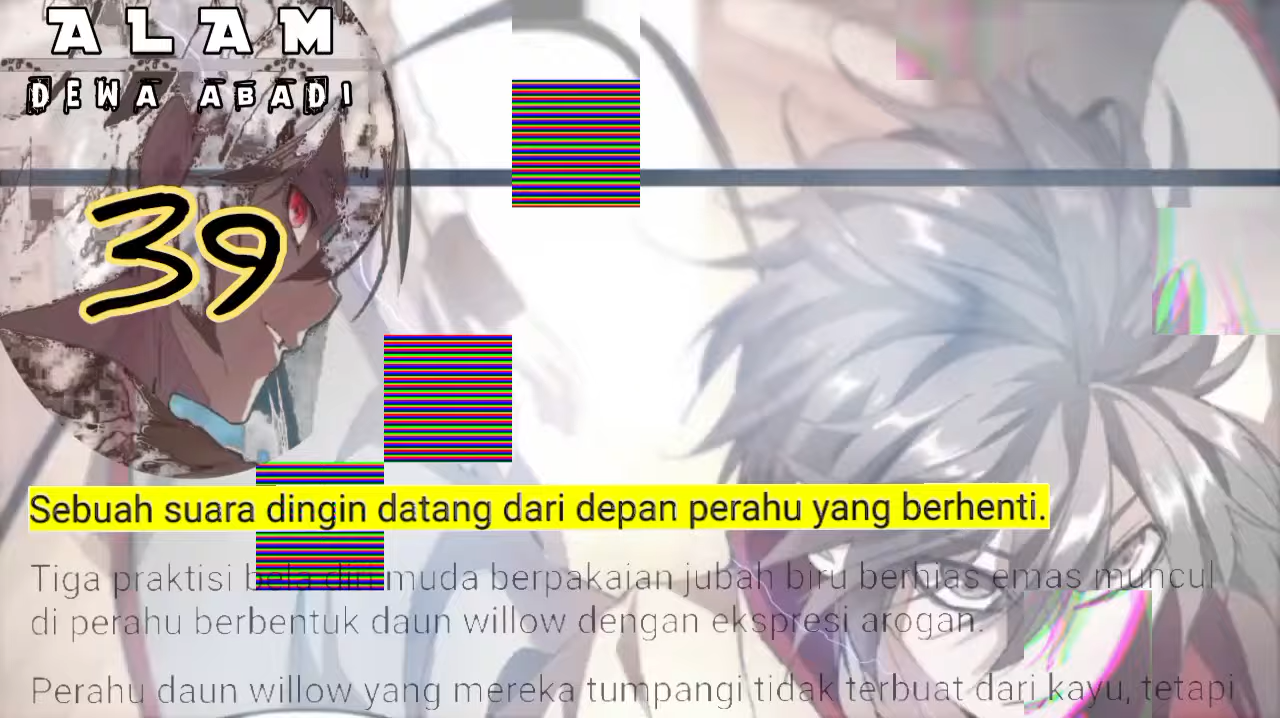 ALAM
DEWA ABADI
39
Sebuah suara dingin datang dari depan perahu yang berhenti.
Tiga praktisi bela diri muda berpakaian jubah biru berhias emas muncul
di perahu berbentuk daun willow dengan ekspresi arogan.
Perahu daun willow yang mereka tumpangi tidak terbuat dari kayu, tetapi